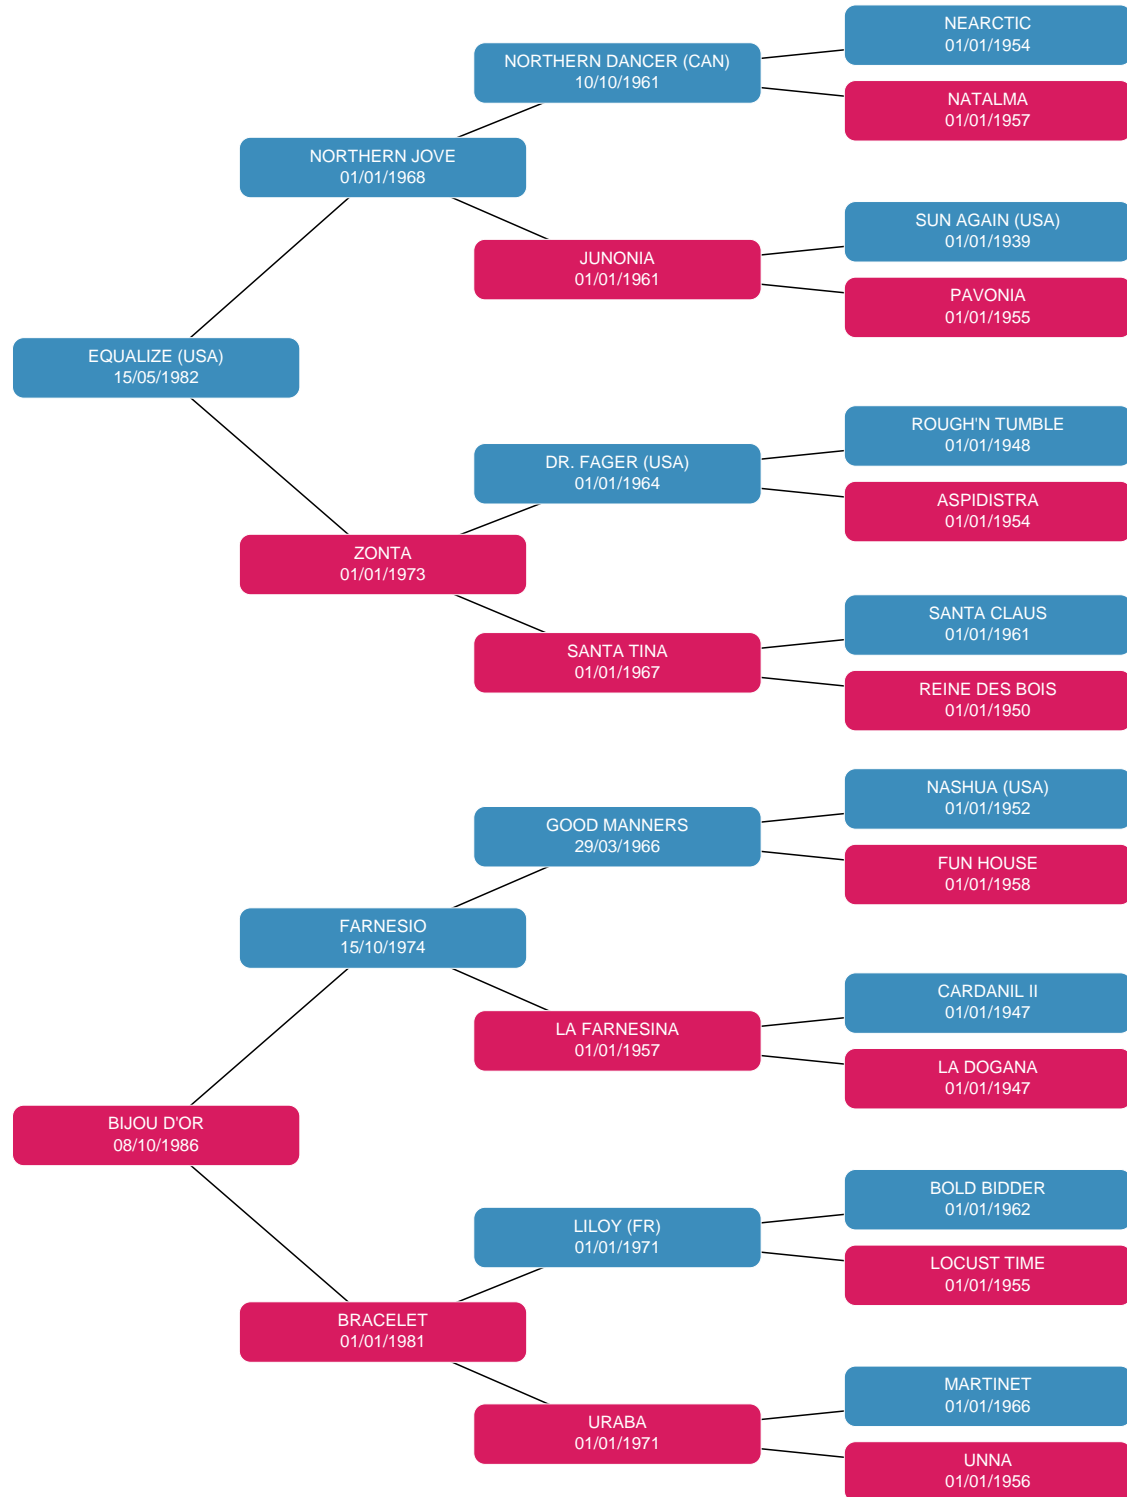 NEARCTIC
01/01/1954
NORTHERN DANCER (CAN)
10/10/1961
NATALMA
01/01/1957
NORTHERN JOVE
01/01/1968
SUN AGAIN (USA)
01/01/1939
JUNONIA
01/01/1961
PAVONIA
01/01/1955
EQUALIZE (USA)
15/05/1982
ROUGH'N TUMBLE
01/01/1948
DR. FAGER (USA)
01/01/1964
ASPIDISTRA
01/01/1954
ZONTA
01/01/1973
SANTA CLAUS
01/01/1961
SANTA TINA
01/01/1967
REINE DES BOIS
01/01/1950
NASHUA (USA)
01/01/1952
GOOD MANNERS
29/03/1966
FUN HOUSE
01/01/1958
FARNESIO
15/10/1974
CARDANIL II
01/01/1947
LA FARNESINA
01/01/1957
LA DOGANA
01/01/1947
BIJOU D'OR
08/10/1986
BOLD BIDDER
01/01/1962
LILOY (FR)
01/01/1971
LOCUST TIME
01/01/1955
BRACELET
01/01/1981
MARTINET
01/01/1966
URABA
01/01/1971
UNNA
01/01/1956